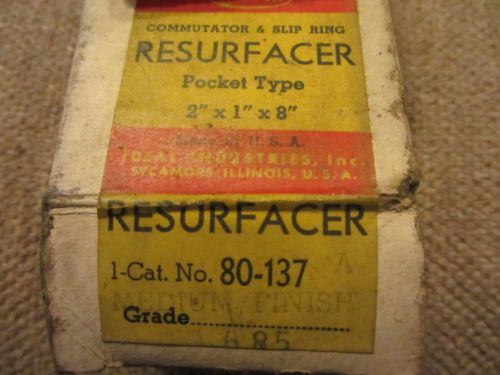 COMMUTATOR & SLIP RING
RESURFACER
Pocket Type
2" x 1" x 8"
U. S. A.
IDEAL INDUSTRIES, Inc.
SYCAMORE, ILLINOIS, U. S. A.
RESURFACER
1-Cat. No. 80-137
A
MEDIUM FINISH
Grade
685